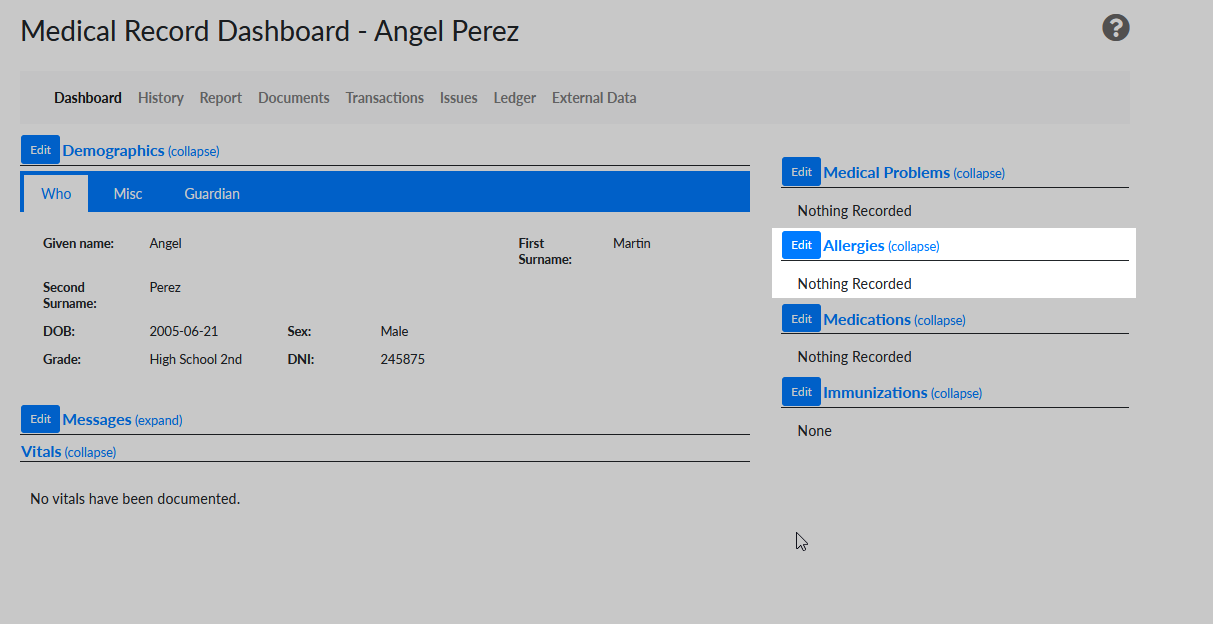 Medical Record Dashboard - Angel Perez
?
Dashboard History Report Documents Transactions Issues Ledger External Data
Edit Demographics (collapse)
Who Misc Guardian
Given name: Angel First Surname: Martin
Second Surname: Perez
DOB: 2005-06-21 Sex: Male
Grade: High School 2nd DNI: 245875
Edit Messages (expand)
Vitals (collapse)
No vitals have been documented.
Edit Medical Problems (collapse)
Nothing Recorded
Edit Allergies (collapse)
Nothing Recorded
Edit Medications (collapse)
Nothing Recorded
Edit Immunizations (collapse)
None